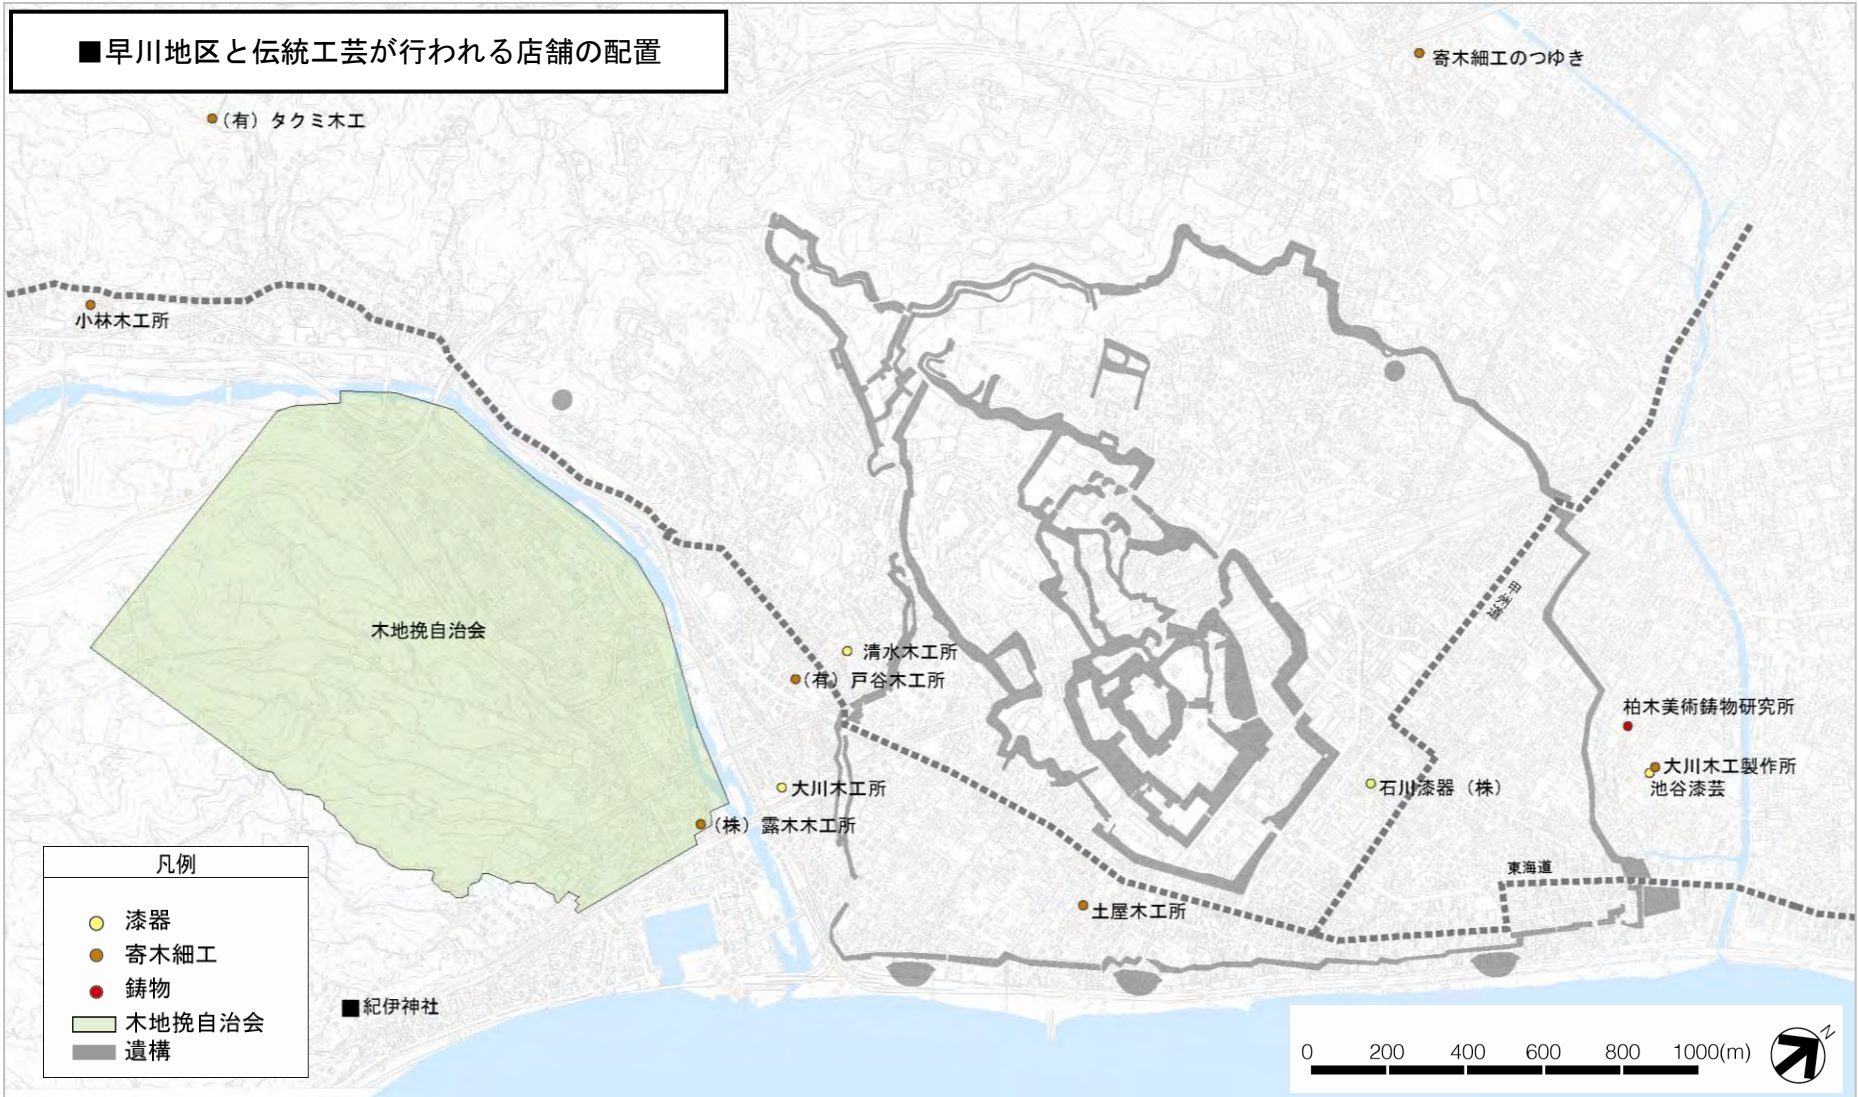 ■早川地区と伝統工芸が行われる店舗の配置
寄木細工のつゆき
(有) タクミ木工
小林木工所
甲州道
木地挽自治会
清水木工所
(有) 戸谷木工所
柏木美術鋳物研究所
大川木工製作所
池谷漆芸
大川木工所
石川漆器 (株)
(株) 露木木工所
東海道
土屋木工所
紀伊神社
凡例
漆器
寄木細工
鋳物
木地挽自治会
遺構
0 200 400 600 800 1000(m)
N